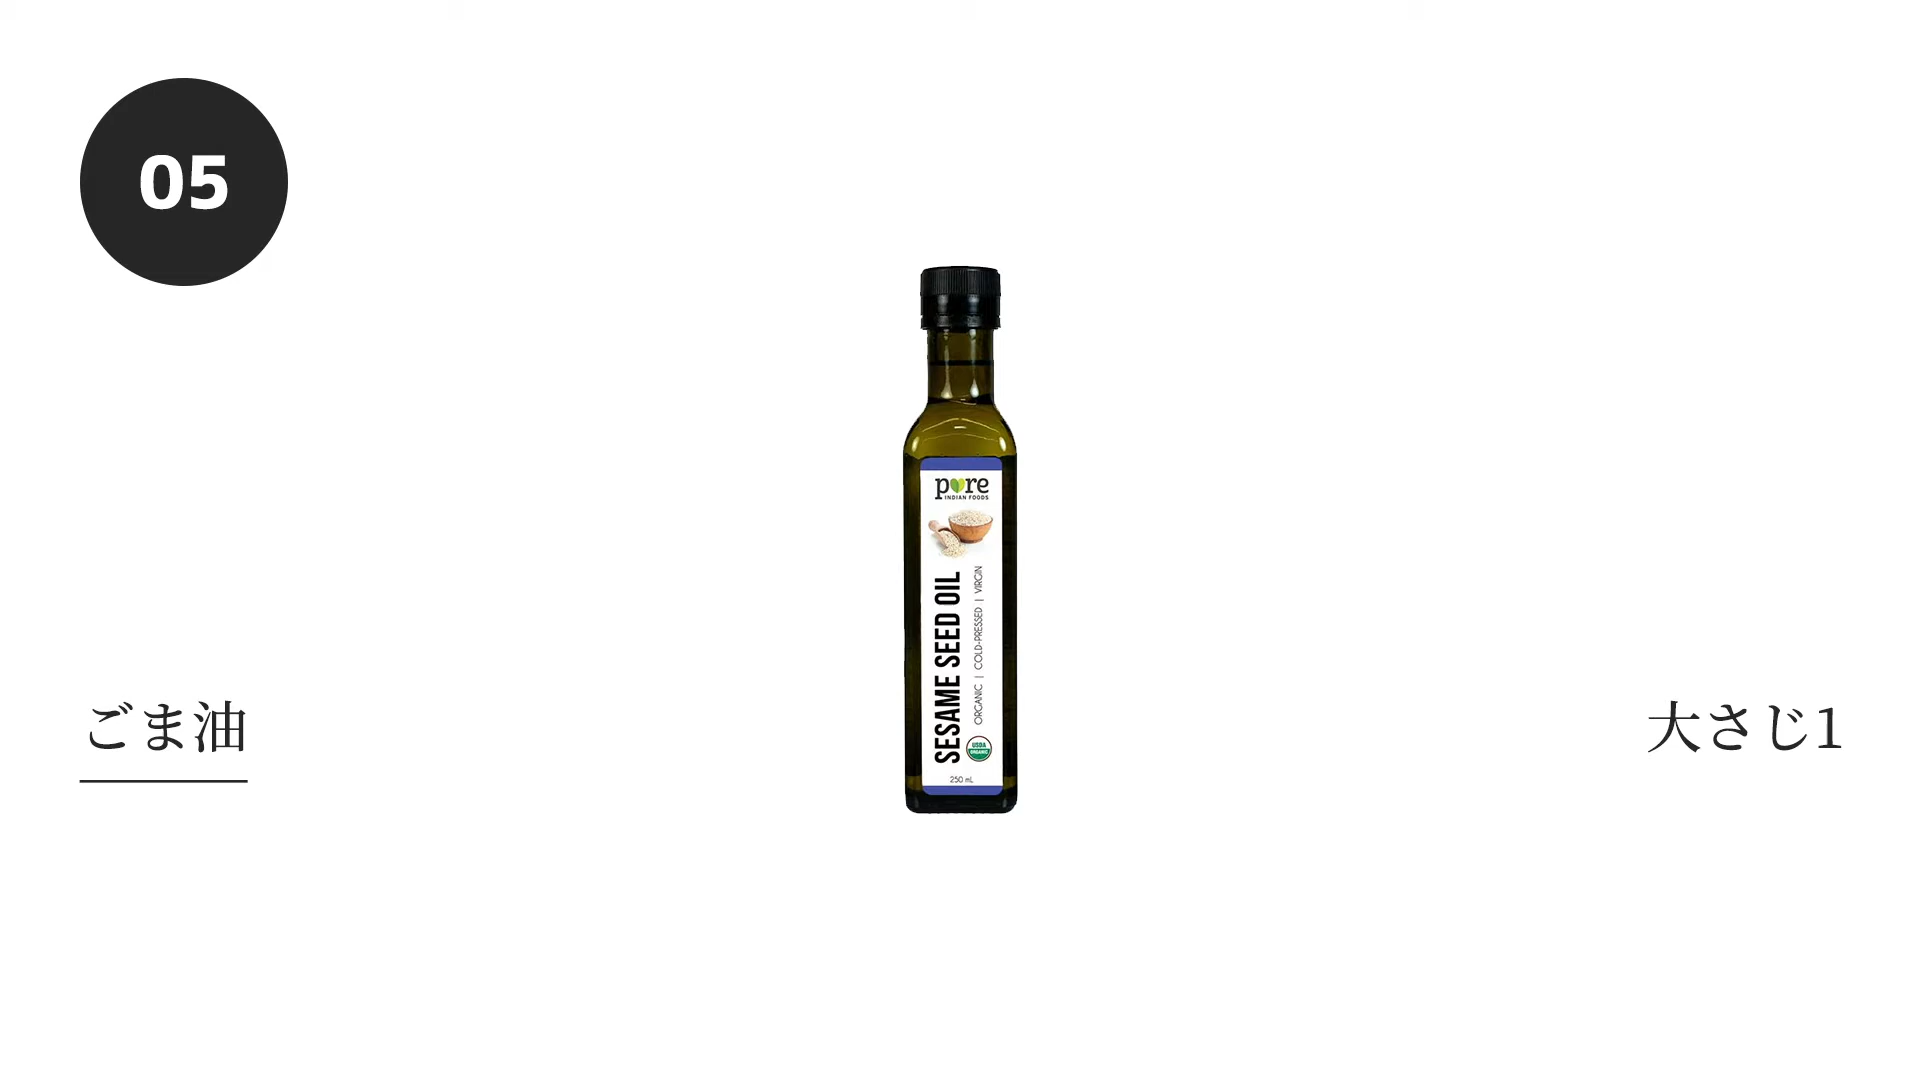 05
pure
INDIAN FOODS
SESAME SEED OIL
ORGANIC | COLD-PRESSED | VIRGIN
USDA
ORGANIC
250 mL
ごま油
大さじ1